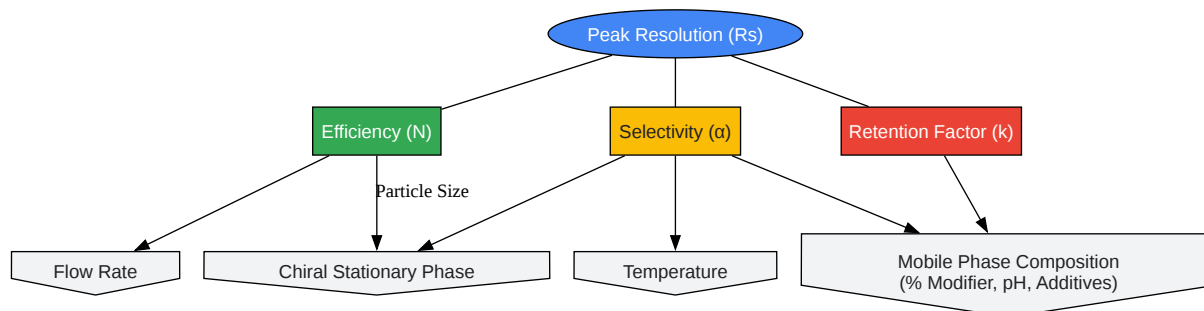 Peak Resolution (Rs)
Efficiency (N)
Selectivity (α)
Retention Factor (k)
Particle Size
Flow Rate
Chiral Stationary Phase
Temperature
Mobile Phase Composition
(% Modifier, pH, Additives)